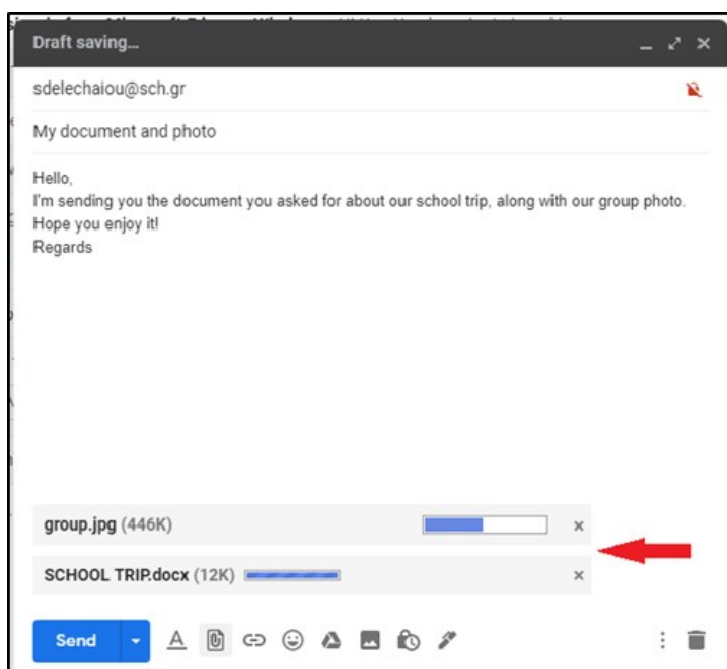 Draft saving...
sdelechaiou@sch.gr
My document and photo
Hello,
I'm sending you the document you asked for about our school trip, along with our group photo.
Hope you enjoy it!
Regards
group.jpg (446K)
SCHOOL TRIP.docx (12K)
Send